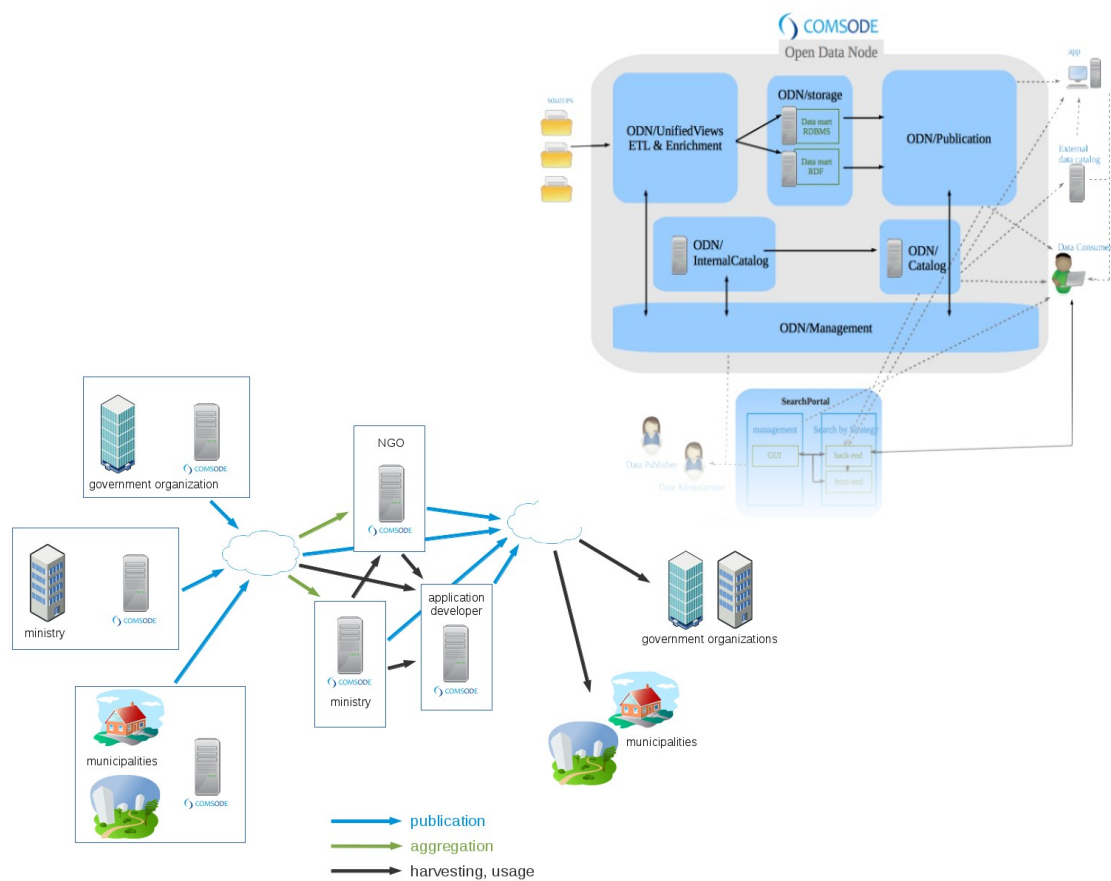 COMSODE
Open Data Node
sources
ODN/UnifiedViews
ETL & Enrichment
ODN/storage
Data mart
RDBMS
Data mart
RDF
ODN/Publication
app
External
data catalog
Data Consumer
ODN/
InternalCatalog
ODN/
Catalog
ODN/Management
SearchPortal
management
Search by Strategy
GUI
back-end
front-end
Data Publisher
Data Administrator
COMSODE
government organization
ministry
COMSODE
municipalities
COMSODE
NGO
COMSODE
application
developer
COMSODE
COMSODE
ministry
government organizations
municipalities
publication
aggregation
harvesting, usage